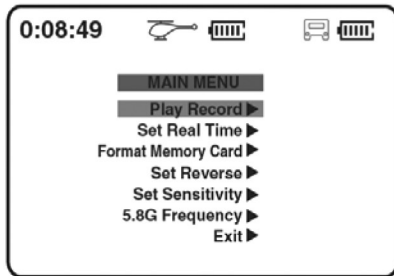 0:08:49
MAIN MENU
Play Record
Set Real Time
Format Memory Card
Set Reverse
Set Sensitivity
5.8G Frequency
Exit